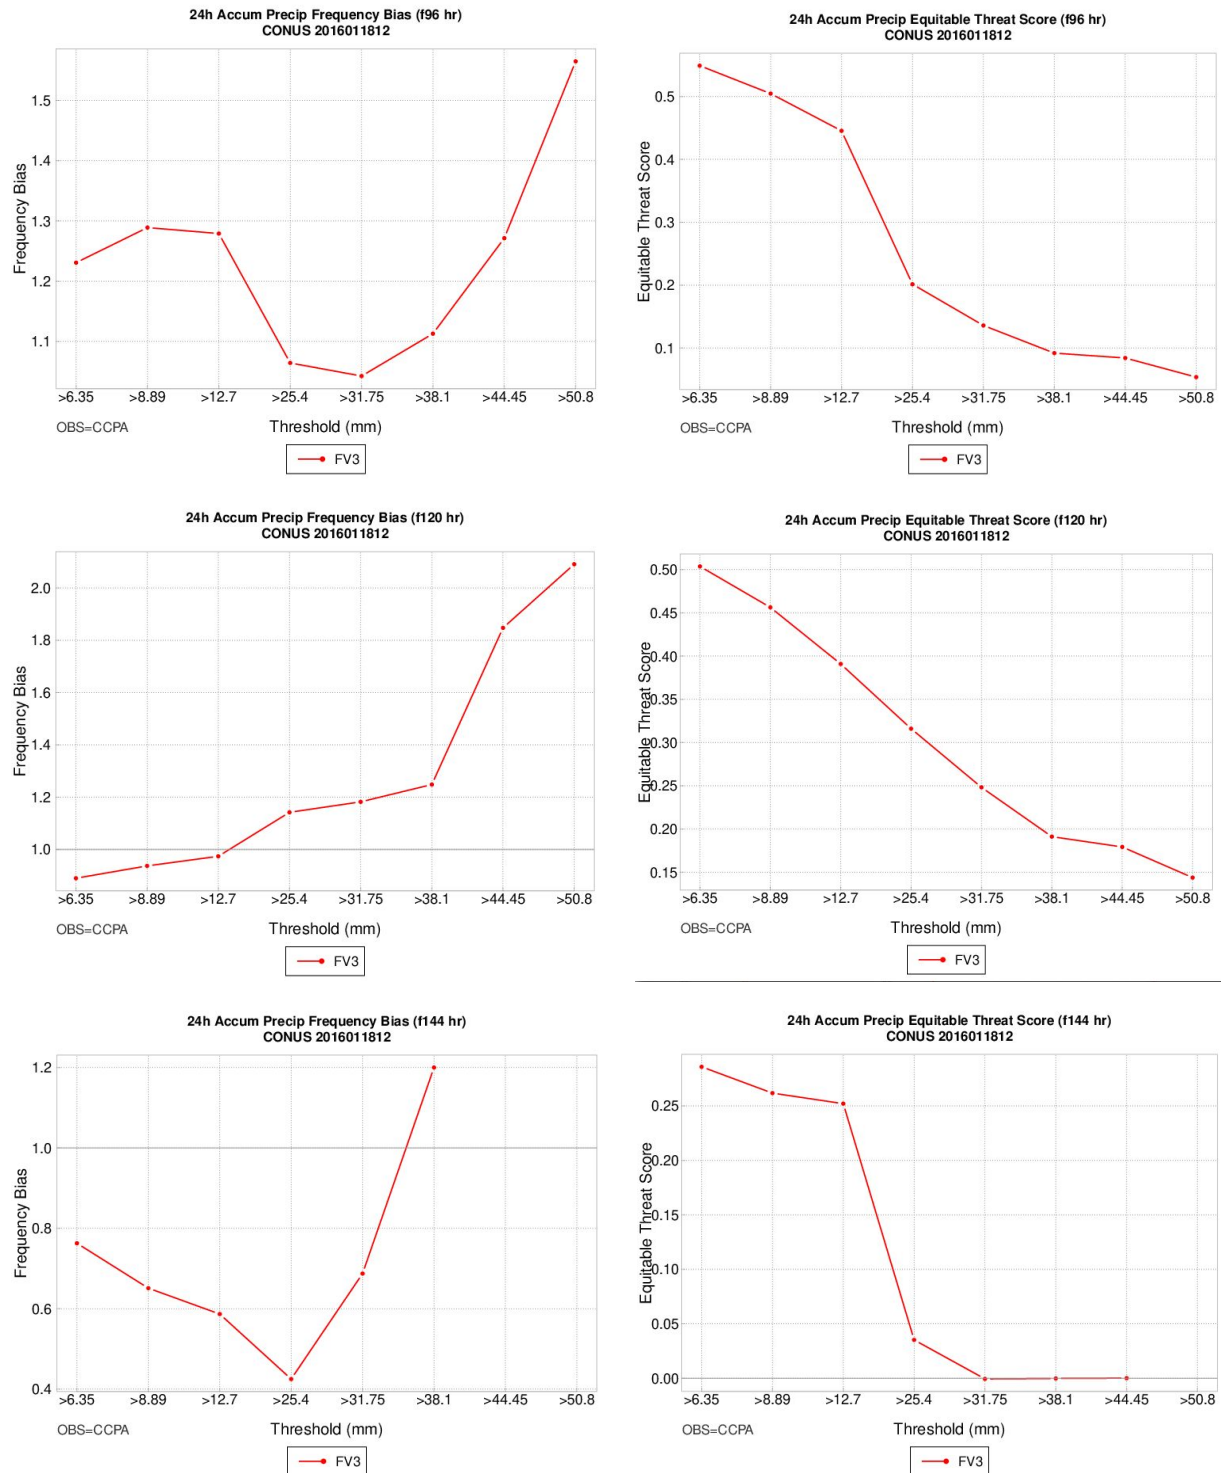 24h Accum Precip Frequency Bias (f96 hr)
CONUS 2016011812
Frequency Bias
1.5
1.4
1.3
1.2
1.1
>6.35 >8.89 >12.7 >25.4 >31.75 >38.1 >44.45 >50.8
OBS=CCPA
Threshold (mm)
FV3
24h Accum Precip Equitable Threat Score (f96 hr)
CONUS 2016011812
Equitable Threat Score
0.5
0.4
0.3
0.2
0.1
>6.35 >8.89 >12.7 >25.4 >31.75 >38.1 >44.45 >50.8
OBS=CCPA
Threshold (mm)
FV3
24h Accum Precip Frequency Bias (f120 hr)
CONUS 2016011812
Frequency Bias
2.0
1.8
1.6
1.4
1.2
1.0
>6.35 >8.89 >12.7 >25.4 >31.75 >38.1 >44.45 >50.8
OBS=CCPA
Threshold (mm)
FV3
24h Accum Precip Equitable Threat Score (f120 hr)
CONUS 2016011812
Equitable Threat Score
0.50
0.45
0.40
0.35
0.30
0.25
0.20
0.15
>6.35 >8.89 >12.7 >25.4 >31.75 >38.1 >44.45 >50.8
OBS=CCPA
Threshold (mm)
FV3
24h Accum Precip Frequency Bias (f144 hr)
CONUS 2016011812
Frequency Bias
1.2
1.0
0.8
0.6
0.4
>6.35 >8.89 >12.7 >25.4 >31.75 >38.1 >44.45 >50.8
OBS=CCPA
Threshold (mm)
FV3
24h Accum Precip Equitable Threat Score (f144 hr)
CONUS 2016011812
Equitable Threat Score
0.25
0.20
0.15
0.10
0.05
0.00
>6.35 >8.89 >12.7 >25.4 >31.75 >38.1 >44.45 >50.8
OBS=CCPA
Threshold (mm)
FV3